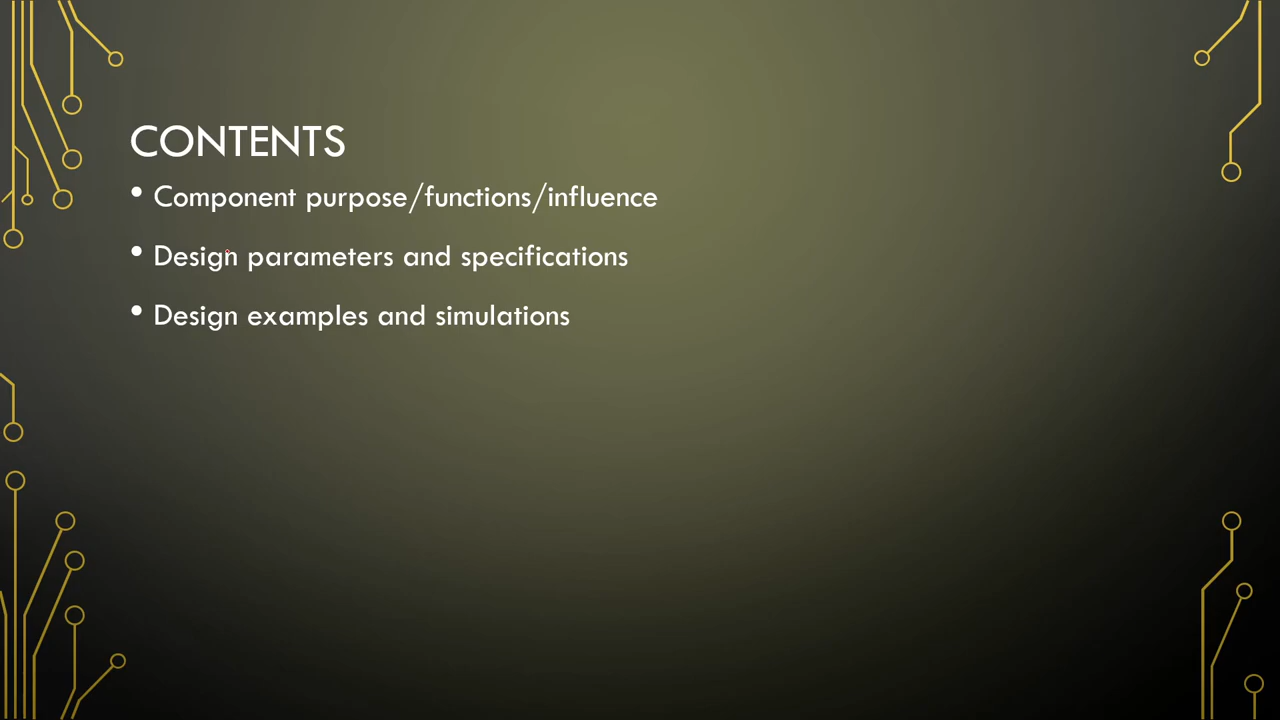 CONTENTS
• Component purpose/functions/influence
• Design parameters and specifications
• Design examples and simulations